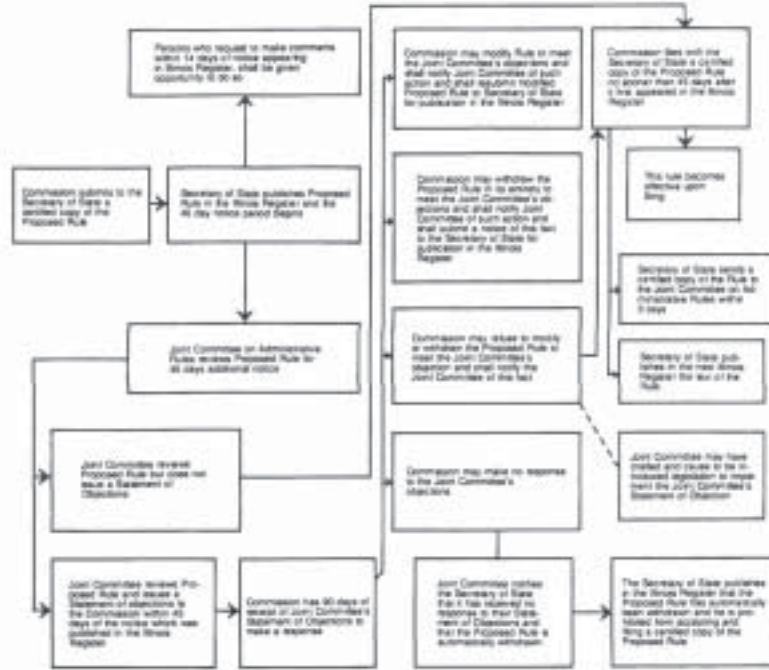 Persons who request to make comments
within 14 days of notice appearing
in Illinois Register, shall be given
opportunity to do so
Commission may modify Rule to meet
the Joint Committee's objections and
shall notify Joint Committee of such
action and shall resubmit modified
Proposed Rule to Secretary of State
for publication in the Illinois Register
Commission files with the
Secretary of State a certified
copy of the Proposed Rule
no sooner than 45 days after
it first appeared in the Illinois
Register
Commission submits to the
Secretary of State a
certified copy of the
Proposed Rule
Secretary of State publishes Proposed
Rule in the Illinois Register and the
45 day notice period begins
Commission may withdraw the
Proposed Rule in its entirety to
meet the Joint Committee's
objections and shall notify Joint
Committee of such action and
shall submit a notice of this fact
to the Secretary of State for
publication in the Illinois
Register
This rule becomes
effective upon
filing
Secretary of State sends a
certified copy of the Rule to
the Joint Committee on
Administrative Rules within
days
Joint Committee on Administrative
Rules reviews Proposed Rule for
45 days additional notice
Commission may refuse to modify
or withdraw the Proposed Rule to
meet the Joint Committee's
objection and shall notify the
Joint Committee of this fact
Secretary of State publishes
in the next Illinois
Register the text of the
Rule
Joint Committee reviews
Proposed Rule but does not
issue a Statement of
Objections
Commission may make no response
to the Joint Committee's
objections
Joint Committee may have
drafted and cause to be
introduced legislation to
implement the Joint Committee's
Statement of Objection
Joint Committee reviews Proposed
Rule and issues a
Statement of objections to
the Commission within 45
days of the notice which was
published in the Illinois
Register
Commission has 90 days of
receipt of Joint Committee's
Statement of Objections to
make a response
Joint Committee notifies
the Secretary of State
that it has received no
response to their Statement
of Objections and
that the Proposed Rule is
automatically withdrawn
The Secretary of State publishes
in the Illinois Register that the
Proposed Rule has automatically
been withdrawn and he is
prohibited from accepting and
filing a certified copy of the
Proposed Rule